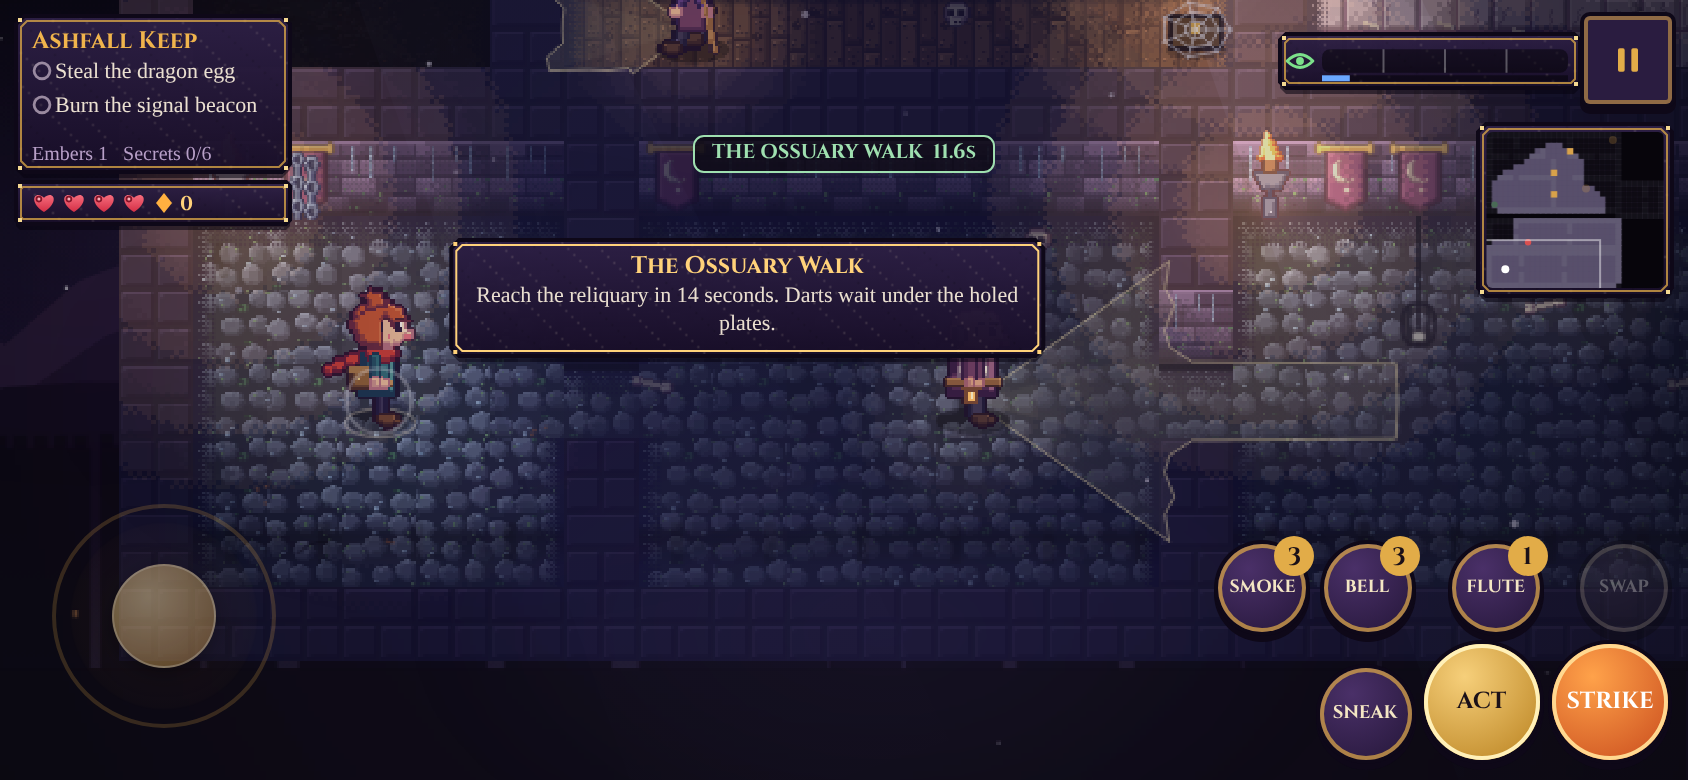 Ashfall Keep
Steal the dragon egg
Burn the signal beacon
Embers 1 Secrets 0/6
0
THE OSSUARY WALK 11.6s
The Ossuary Walk
Reach the reliquary in 14 seconds. Darts wait under the holed
plates.
3
3
1
SMOKE
BELL
FLUTE
SWAP
SNEAK
ACT
STRIKE